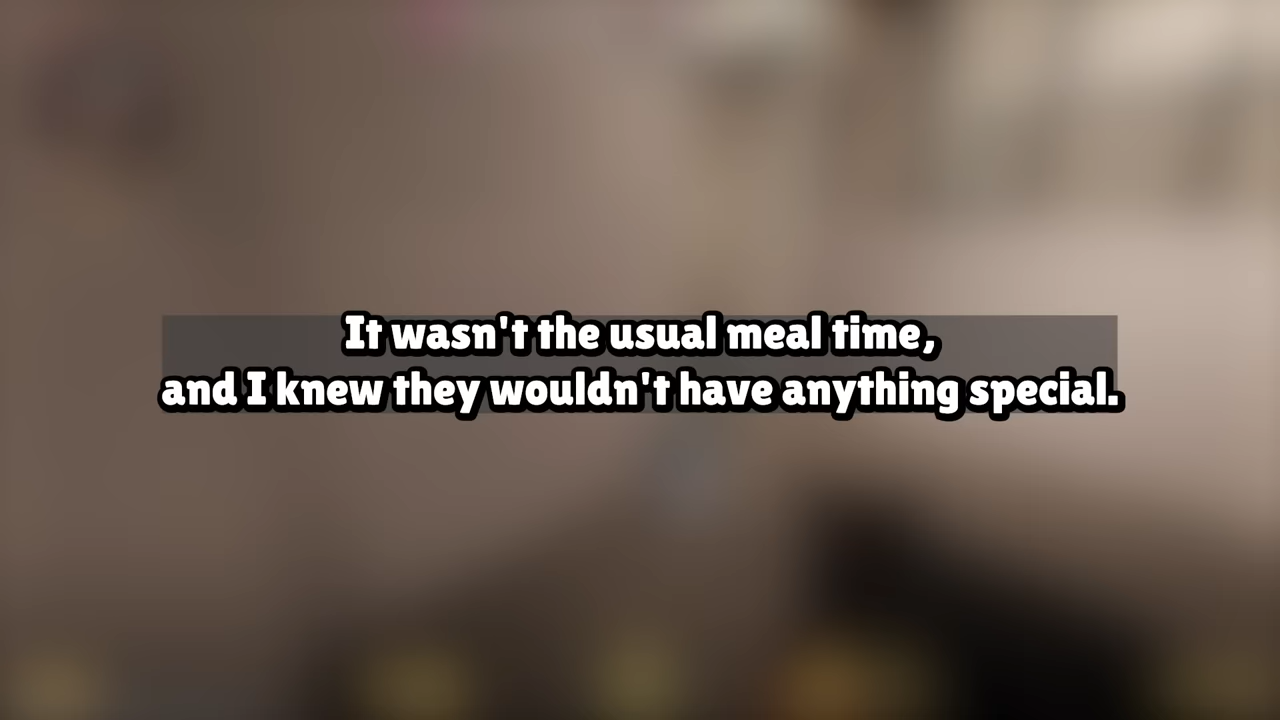 It wasn't the usual meal time,
and I knew they wouldn't have anything special.